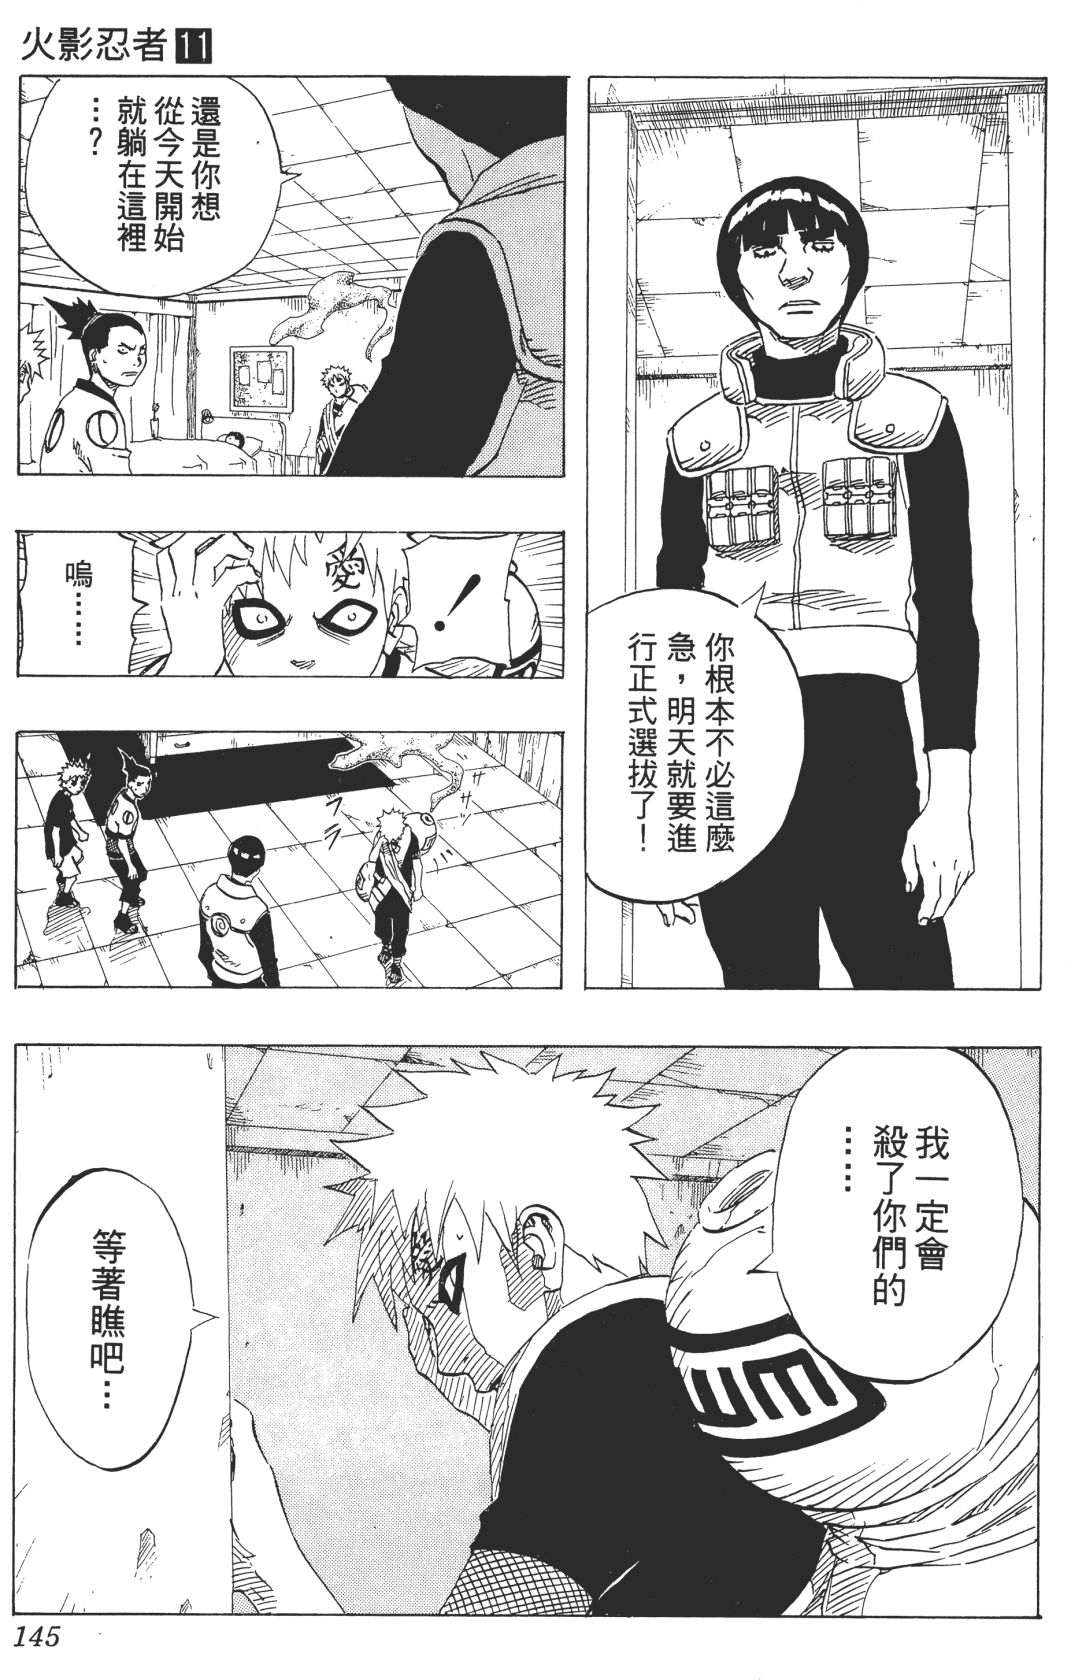 火影忍者11
你根本不必這麼
急，明天就要進
行正式選拔了！
還是你想
從今天開始
就躺在這裡
…？
！
愛
嗚……
我一定會
殺了你們的
……
等著瞧吧…
145